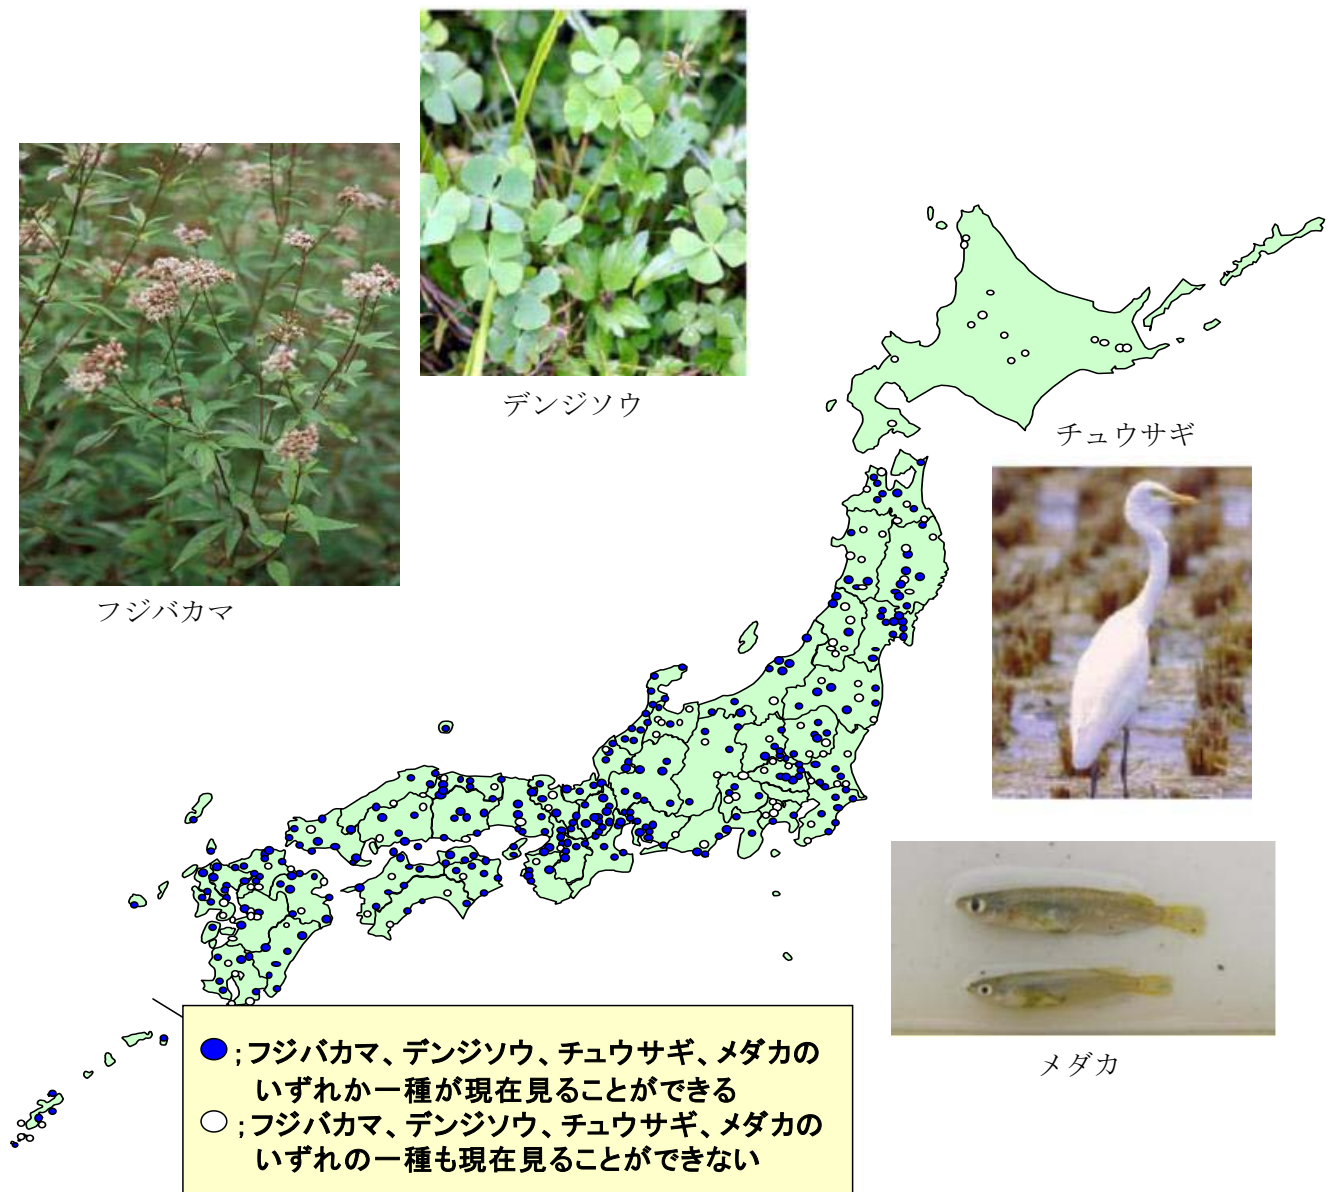 デンジソウ
チュウサギ
フジバカマ
メダカ
;フジバカマ、デンジソウ、チュウサギ、メダカの
いずれか一種が現在見ることができる
;フジバカマ、デンジソウ、チュウサギ、メダカの
いずれの一種も現在見ることができない